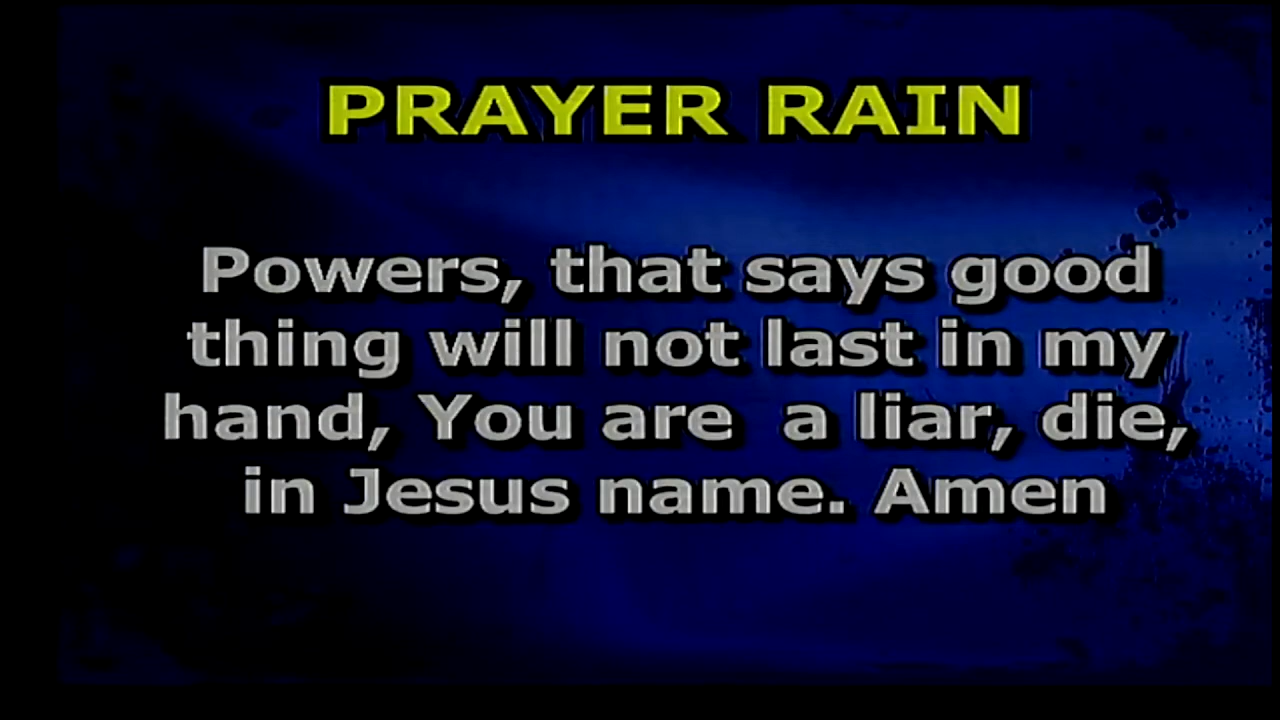 PRAYER RAIN
Powers, that says good
thing will not last in my
hand, You are a liar, die,
in Jesus name. Amen